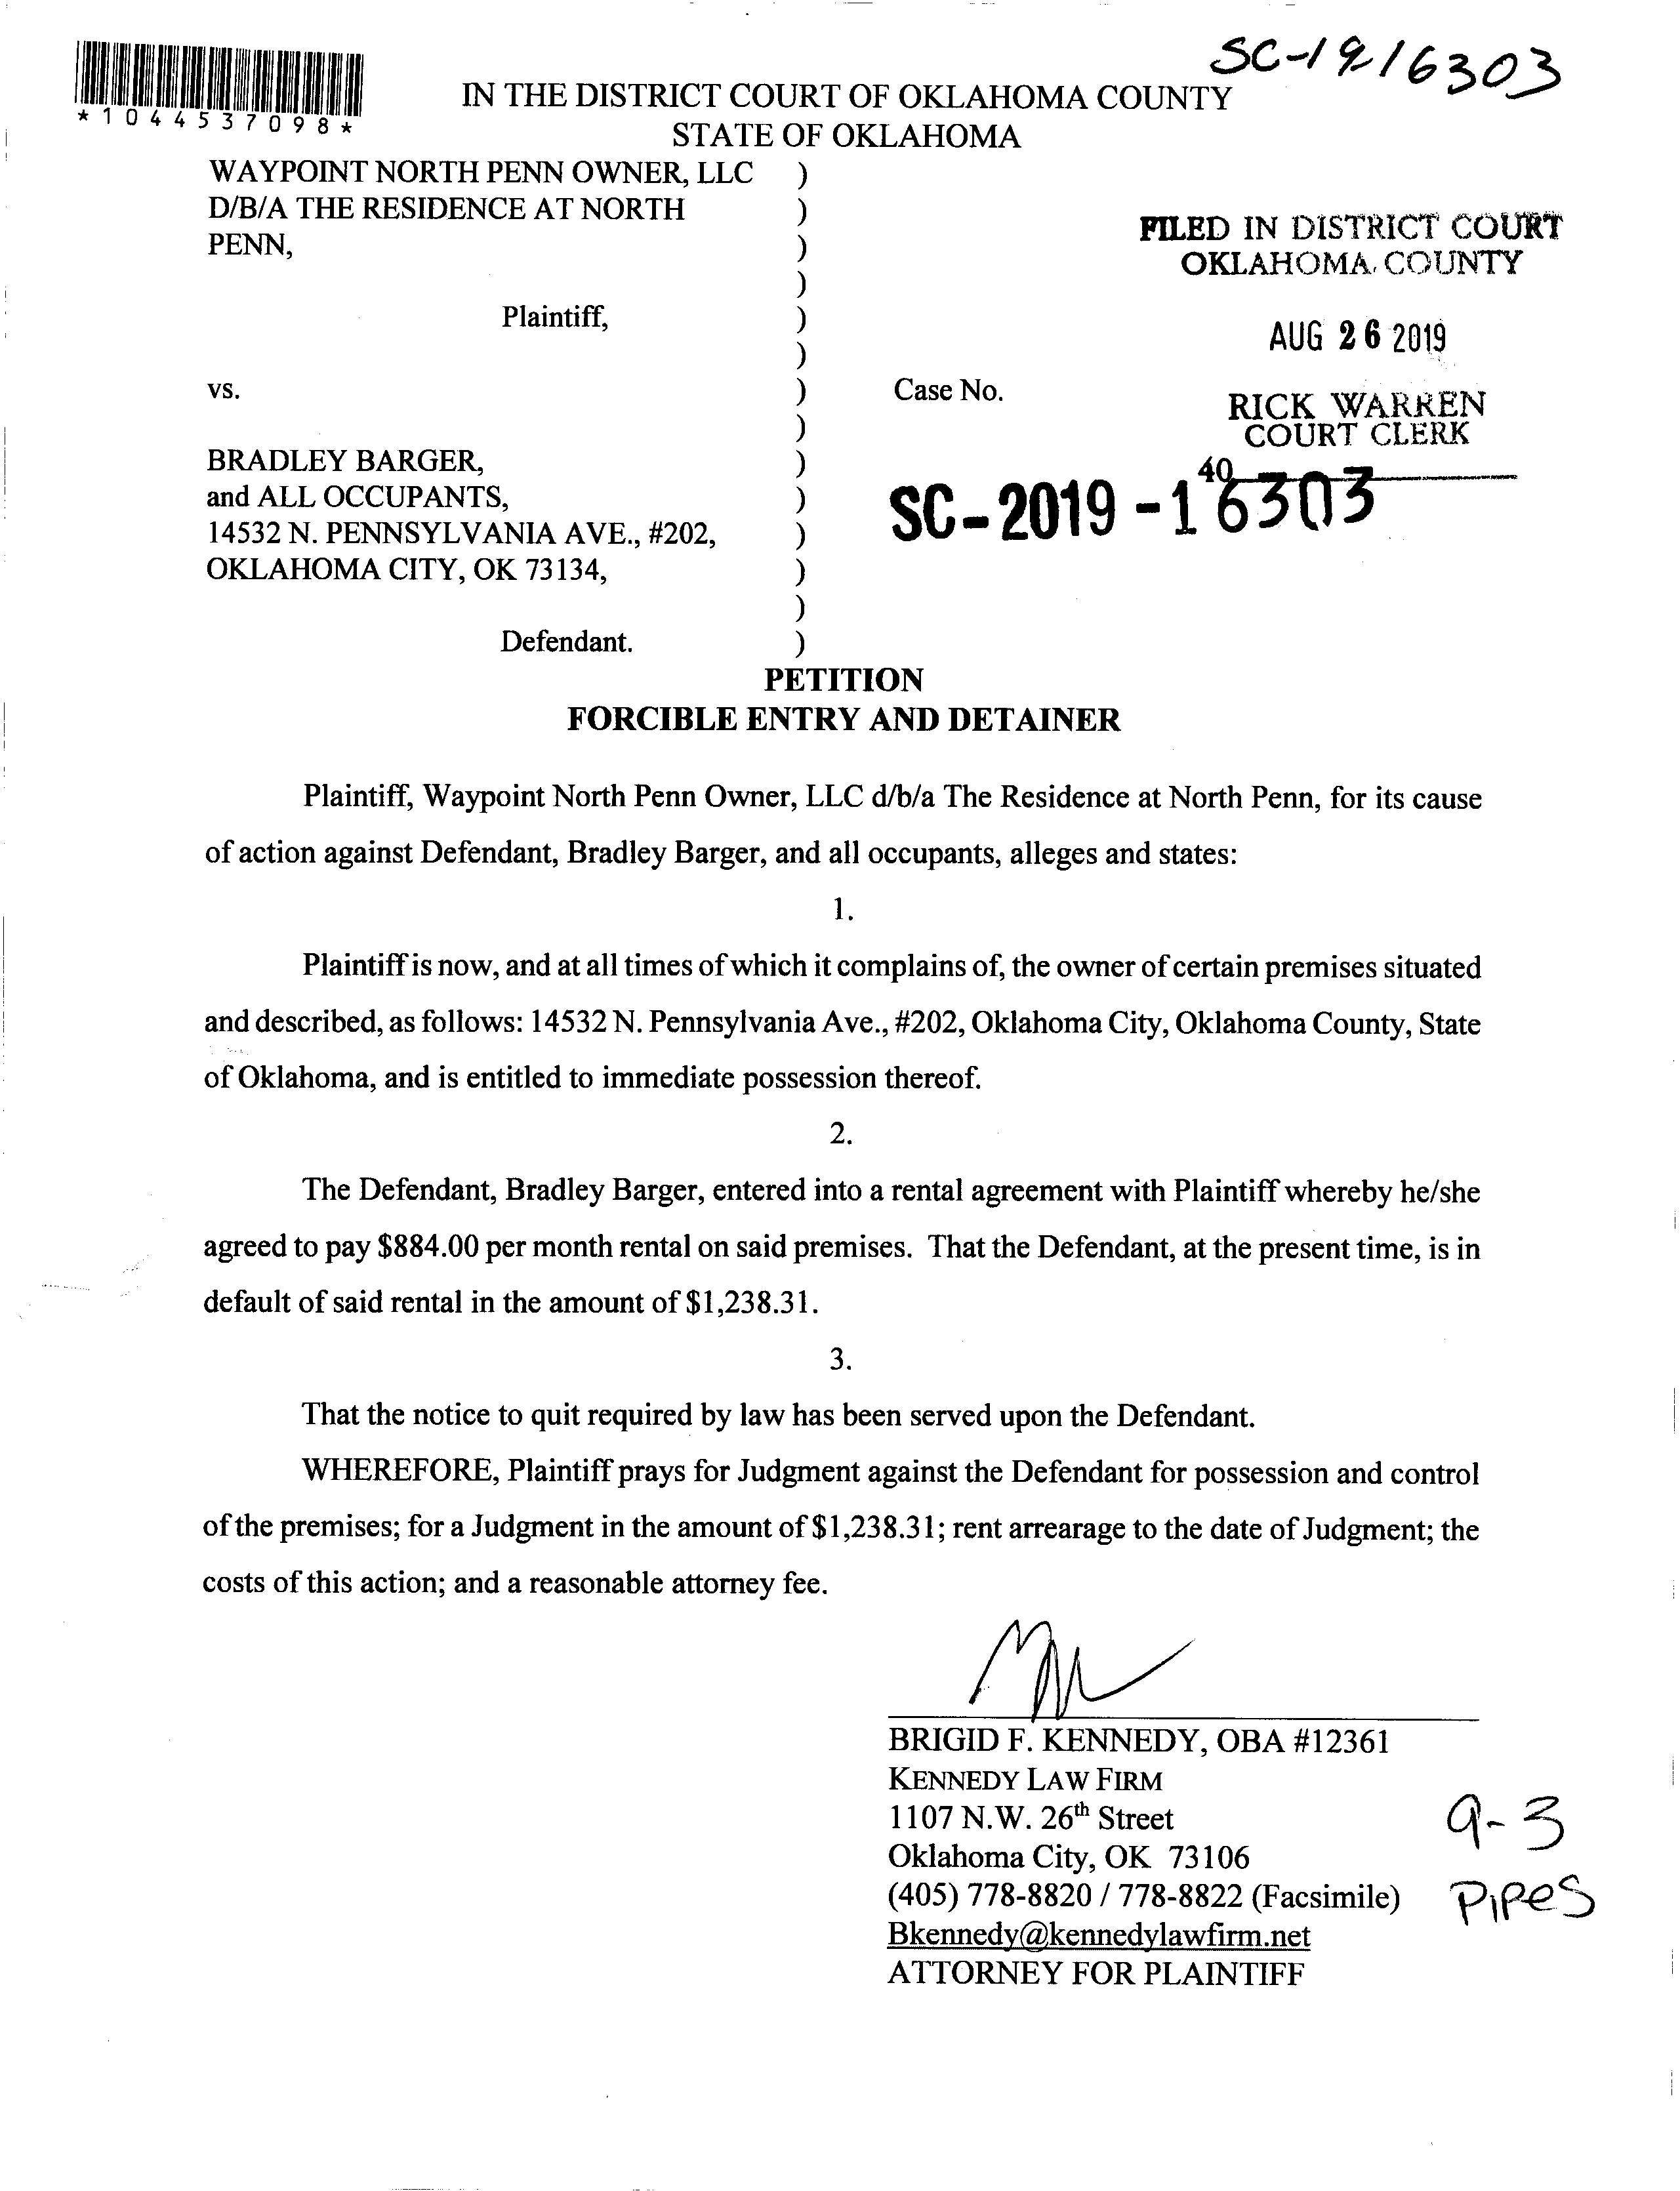 SC-19-16303
*1044537098*
IN THE DISTRICT COURT OF OKLAHOMA COUNTY
STATE OF OKLAHOMA
WAYPOINT NORTH PENN OWNER, LLC )
D/B/A THE RESIDENCE AT NORTH )
PENN, )
)
Plaintiff, )
)
vs. )
)
BRADLEY BARGER, )
and ALL OCCUPANTS, )
14532 N. PENNSYLVANIA AVE., #202, )
OKLAHOMA CITY, OK 73134, )
)
Defendant. )
FILED IN DISTRICT COURT
OKLAHOMA COUNTY
AUG 26 2019
Case No.
RICK WARREN
COURT CLERK
40
SC-2019-16303
PETITION
FORCIBLE ENTRY AND DETAINER
Plaintiff, Waypoint North Penn Owner, LLC d/b/a The Residence at North Penn, for its cause
of action against Defendant, Bradley Barger, and all occupants, alleges and states:
1.
Plaintiff is now, and at all times of which it complains of, the owner of certain premises situated
and described, as follows: 14532 N. Pennsylvania Ave., #202, Oklahoma City, Oklahoma County, State
of Oklahoma, and is entitled to immediate possession thereof.
2.
The Defendant, Bradley Barger, entered into a rental agreement with Plaintiff whereby he/she
agreed to pay $884.00 per month rental on said premises. That the Defendant, at the present time, is in
default of said rental in the amount of $1,238.31.
3.
That the notice to quit required by law has been served upon the Defendant.
WHEREFORE, Plaintiff prays for Judgment against the Defendant for possession and control
of the premises; for a Judgment in the amount of $1,238.31; rent arrearage to the date of Judgment; the
costs of this action; and a reasonable attorney fee.
BRIGID F. KENNEDY, OBA #12361
KENNEDY LAW FIRM
1107 N.W. 26th Street
Oklahoma City, OK 73106
(405) 778-8820 / 778-8822 (Facsimile)
Bkennedy@kennedylawfirm.net
ATTORNEY FOR PLAINTIFF
9-3
PIPES